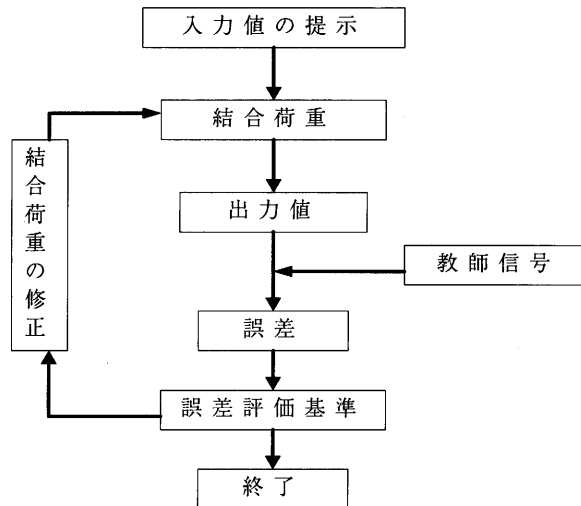 入力値の提示
結合荷重
結合荷重の修正
出力値
教師信号
誤差
誤差評価基準
終了